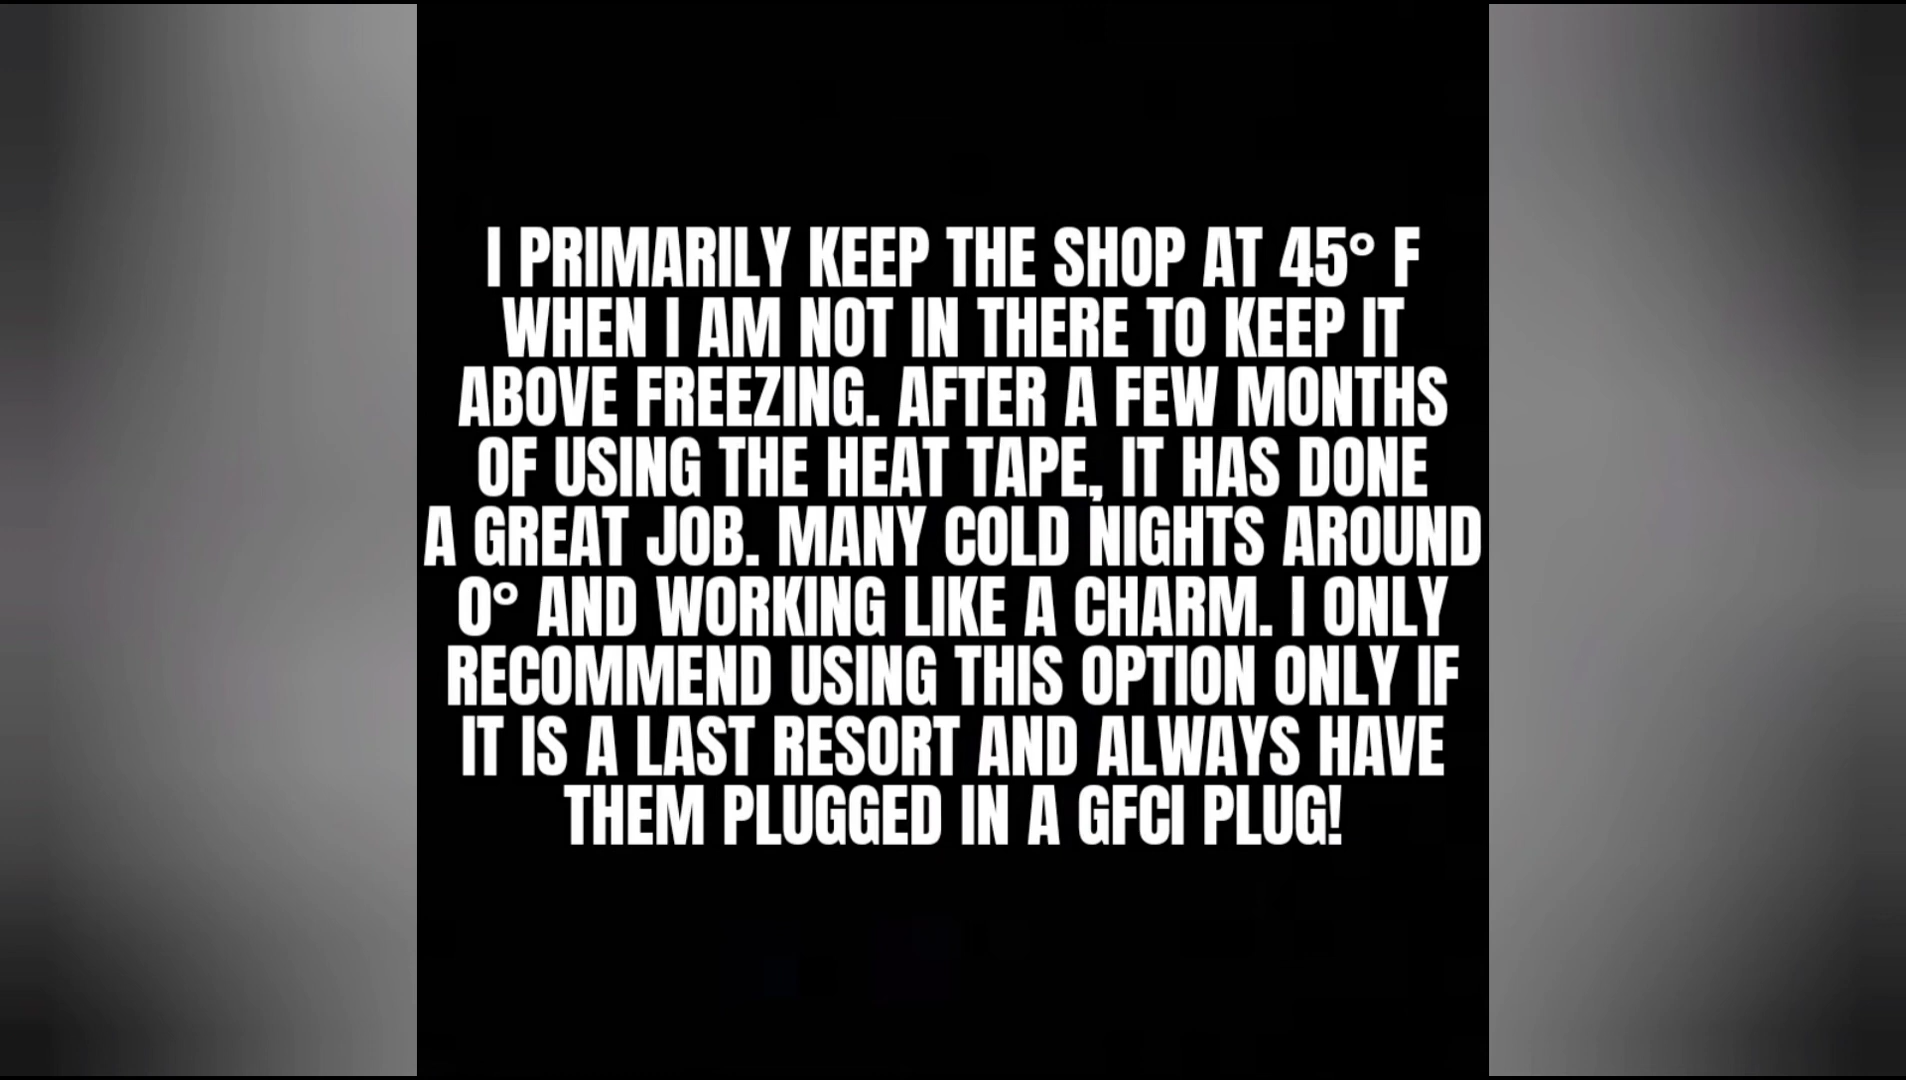 I PRIMARILY KEEP THE SHOP AT 45° F
WHEN I AM NOT IN THERE TO KEEP IT
ABOVE FREEZING. AFTER A FEW MONTHS
OF USING THE HEAT TAPE, IT HAS DONE
A GREAT JOB. MANY COLD NIGHTS AROUND
0° AND WORKING LIKE A CHARM. I ONLY
RECOMMEND USING THIS OPTION ONLY IF
IT IS A LAST RESORT AND ALWAYS HAVE
THEM PLUGGED IN A GFCI PLUG!